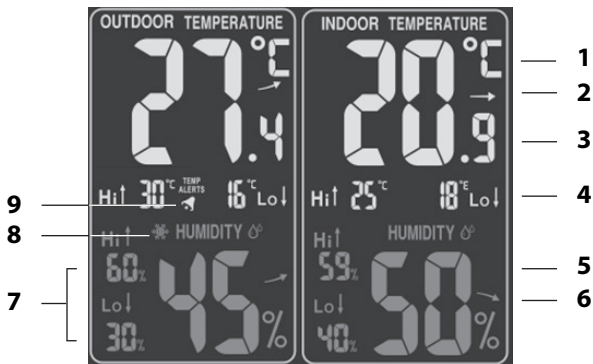 OUTDOOR TEMPERATURE
27.4 °C
Hi↑ 30°C TEMP ALERTS 16°C Lo↓
HUMIDITY
Hi↑
60%
Lo↓
30%
45%
INDOOR TEMPERATURE
20.9 °C
Hi↑ 25°C 18°E Lo↓
HUMIDITY
Hi↑
59%
Lo↓
40%
50%
1
2
3
4
5
6
7
8
9